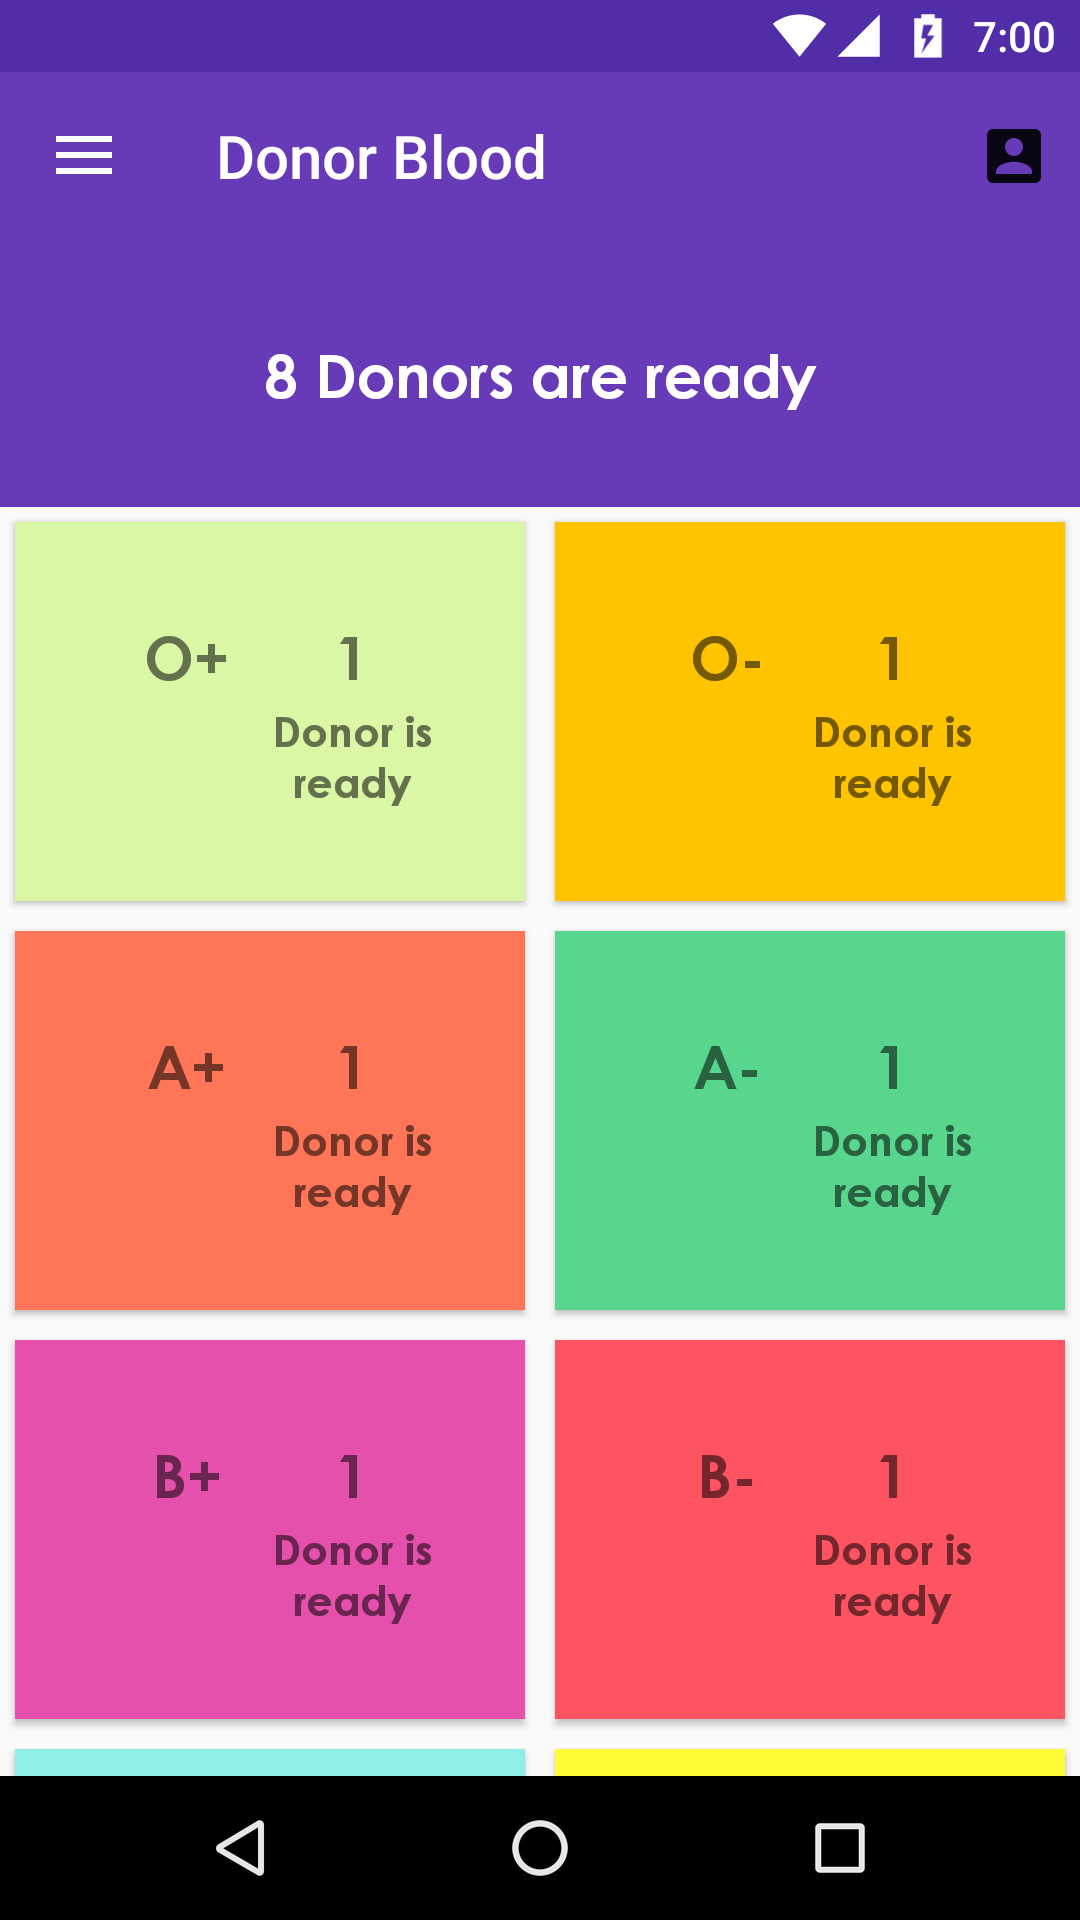 7:00
Donor Blood
8 Donors are ready
O+ 1
Donor is
ready
O- 1
Donor is
ready
A+ 1
Donor is
ready
A- 1
Donor is
ready
B+ 1
Donor is
ready
B- 1
Donor is
ready